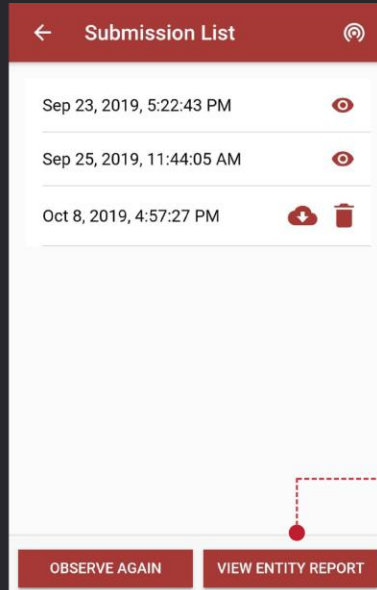 Submission List
Sep 23, 2019, 5:22:43 PM
Sep 25, 2019, 11:44:05 AM
Oct 8, 2019, 4:57:27 PM
OBSERVE AGAIN VIEW ENTITY REPORT